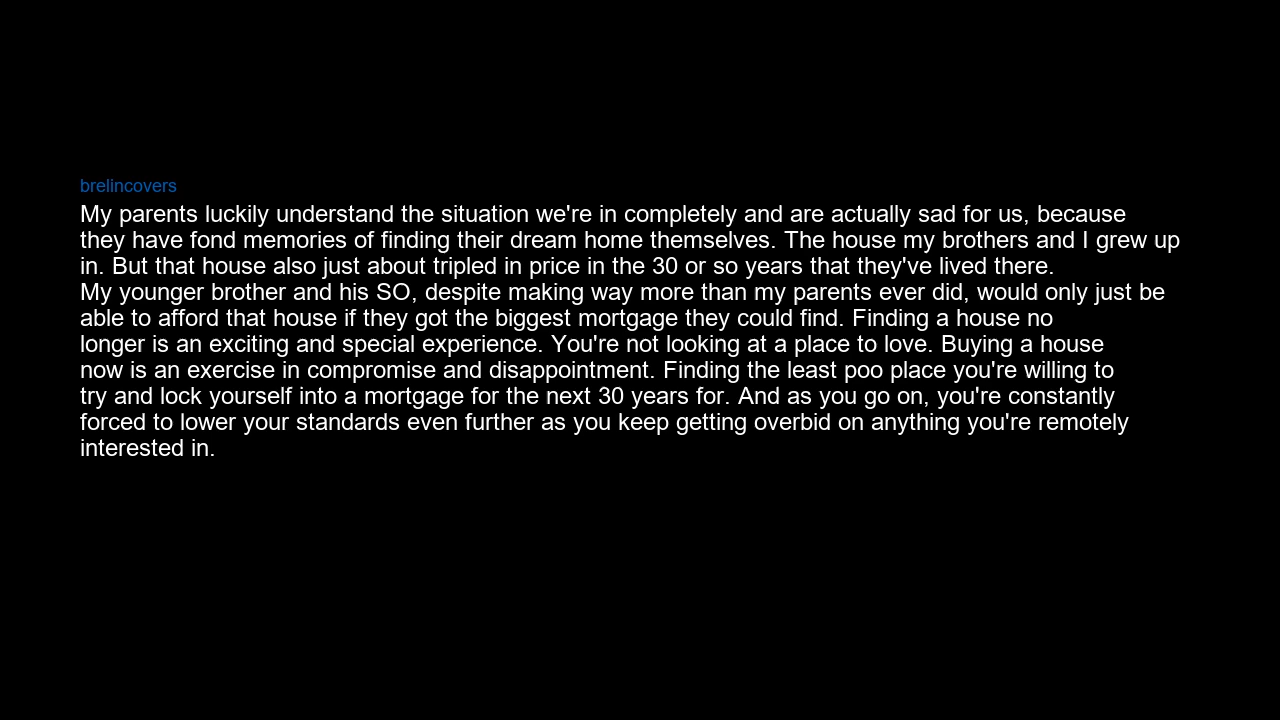 brelincovers
My parents luckily understand the situation we're in completely and are actually sad for us, because
they have fond memories of finding their dream home themselves. The house my brothers and I grew up
in. But that house also just about tripled in price in the 30 or so years that they've lived there.
My younger brother and his SO, despite making way more than my parents ever did, would only just be
able to afford that house if they got the biggest mortgage they could find. Finding a house no
longer is an exciting and special experience. You're not looking at a place to love. Buying a house
now is an exercise in compromise and disappointment. Finding the least poo place you're willing to
try and lock yourself into a mortgage for the next 30 years for. And as you go on, you're constantly
forced to lower your standards even further as you keep getting overbid on anything you're remotely
interested in.